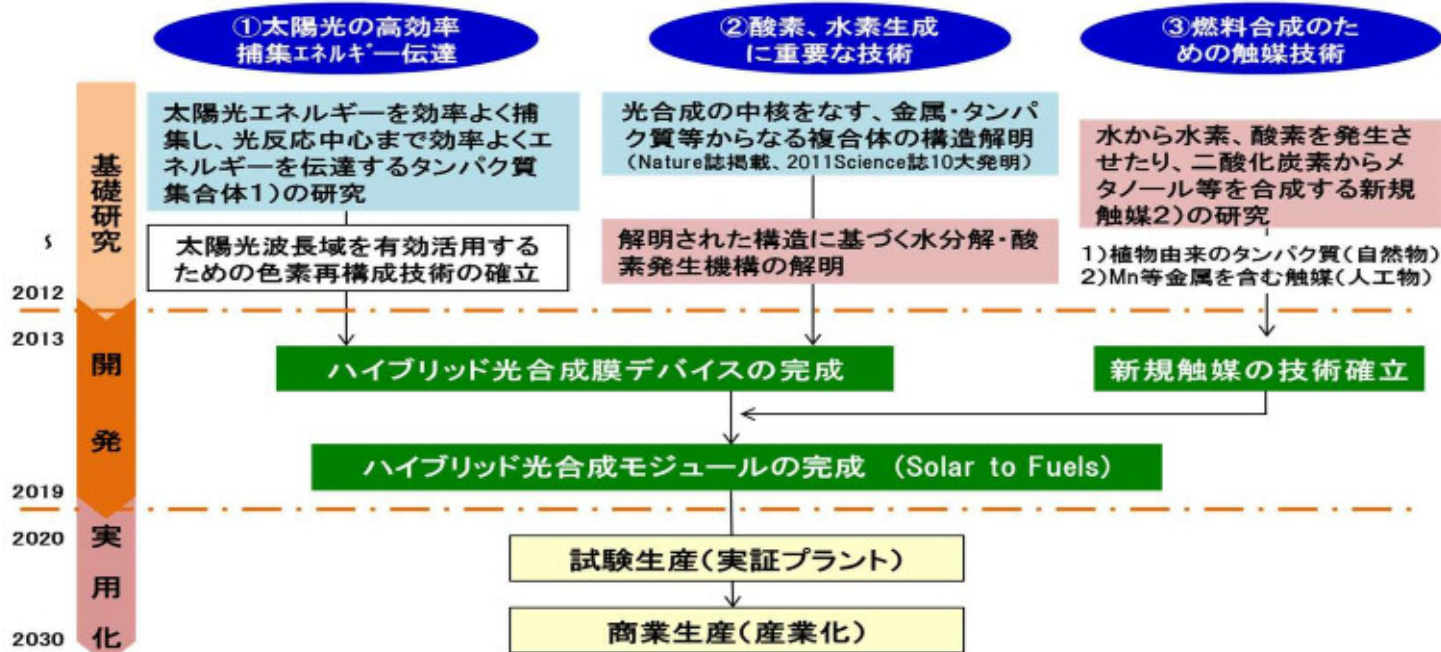 ①太陽光の高効率
捕集エネルギー伝達
②酸素、水素生成
に重要な技術
③燃料合成のた
めの触媒技術
基礎研究
～
2012
太陽光エネルギーを効率よく捕
集し、光反応中心まで効率よくエ
ネルギーを伝達するタンパク質
集合体1)の研究
太陽光波長域を有効活用する
ための色素再構成技術の確立
光合成の中核をなす、金属・タンパ
ク質等からなる複合体の構造解明
(Nature誌掲載、2011Science誌10大発明)
解明された構造に基づく水分解・酸
素発生機構の解明
水から水素、酸素を発生さ
せたり、二酸化炭素からメ
タノール等を合成する新規
触媒2)の研究
1)植物由来のタンパク質(自然物)
2)Mn等金属を含む触媒(人工物)
2013
開発
2019
ハイブリッド光合成膜デバイスの完成
新規触媒の技術確立
ハイブリッド光合成モジュールの完成 (Solar to Fuels)
2020
実用化
2030
試験生産(実証プラント)
商業生産(産業化)